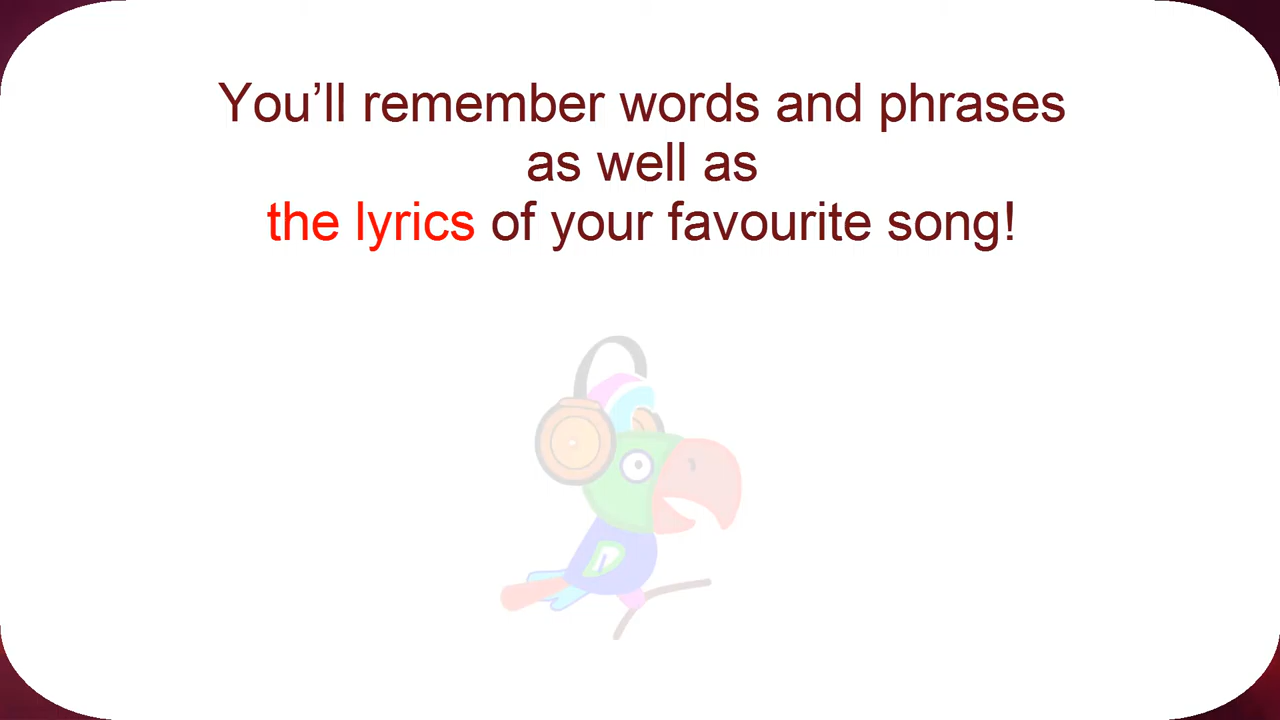 You’ll remember words and phrases
as well as
the lyrics of your favourite song!